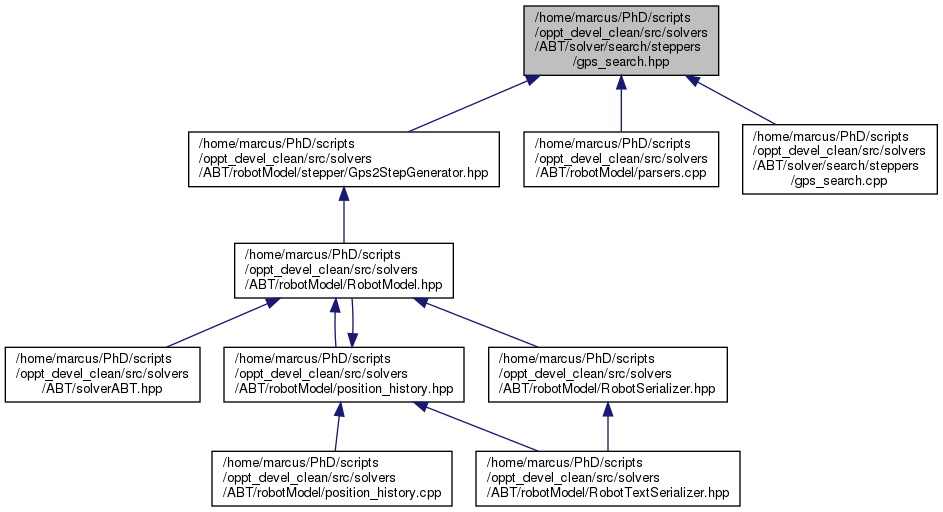 /home/marcus/PhD/scripts
/oppt_devel_clean/src/solvers
/ABT/solver/search/steppers
/gps_search.hpp
/home/marcus/PhD/scripts
/oppt_devel_clean/src/solvers
/ABT/robotModel/stepper/Gps2StepGenerator.hpp
/home/marcus/PhD/scripts
/oppt_devel_clean/src/solvers
/ABT/robotModel/parsers.cpp
/home/marcus/PhD/scripts
/oppt_devel_clean/src/solvers
/ABT/solver/search/steppers
/gps_search.cpp
/home/marcus/PhD/scripts
/oppt_devel_clean/src/solvers
/ABT/robotModel/RobotModel.hpp
/home/marcus/PhD/scripts
/oppt_devel_clean/src/solvers
/ABT/solverABT.hpp
/home/marcus/PhD/scripts
/oppt_devel_clean/src/solvers
/ABT/robotModel/position_history.hpp
/home/marcus/PhD/scripts
/oppt_devel_clean/src/solvers
/ABT/robotModel/RobotSerializer.hpp
/home/marcus/PhD/scripts
/oppt_devel_clean/src/solvers
/ABT/robotModel/position_history.cpp
/home/marcus/PhD/scripts
/oppt_devel_clean/src/solvers
/ABT/robotModel/RobotTextSerializer.hpp